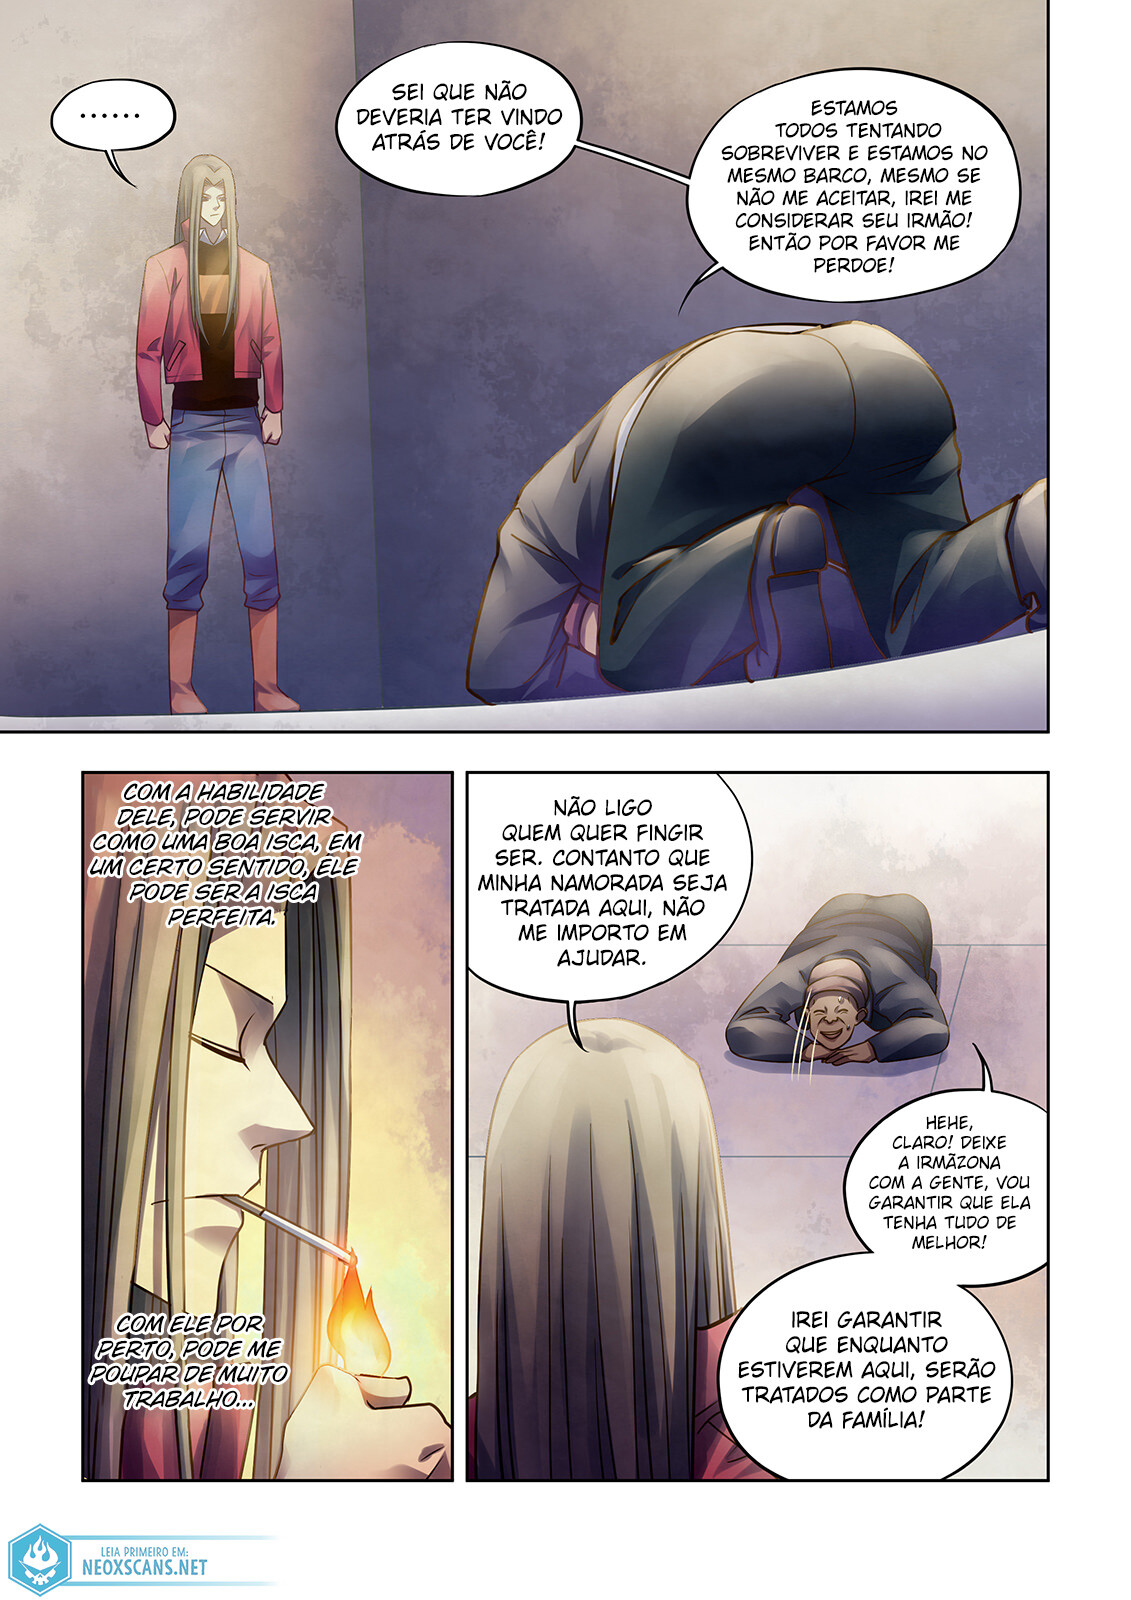 ......
SEI QUE NÃO
DEVERIA TER VINDO
ATRÁS DE VOCÊ!
ESTAMOS
TODOS TENTANDO
SOBREVIVER E ESTAMOS NO
MESMO BARCO, MESMO SE
NÃO ME ACEITAR, IREI ME
CONSIDERAR SEU IRMÃO!
ENTÃO POR FAVOR ME
PERDOE!
COM A HABILIDADE
DELE, PODE SERVIR
COMO UMA BOA ISCA, EM
UM CERTO SENTIDO, ELE
PODE SER A ISCA
PERFEITA.
COM ELE POR
PERTO, PODE ME
POUPAR DE MUITO
TRABALHO...
NÃO LIGO
QUEM QUER FINGIR
SER. CONTANTO QUE
MINHA NAMORADA SEJA
TRATADA AQUI, NÃO
ME IMPORTO EM
AJUDAR.
HEHE,
CLARO! DEIXE
A IRMÃZONA
COM A GENTE, VOU
GARANTIR QUE ELA
TENHA TUDO DE
MELHOR!
IREI GARANTIR
QUE ENQUANTO
ESTIVEREM AQUI, SERÃO
TRATADOS COMO PARTE
DA FAMÍLIA!
LEIA PRIMEIRO EM:
NEOXSCANS.NET